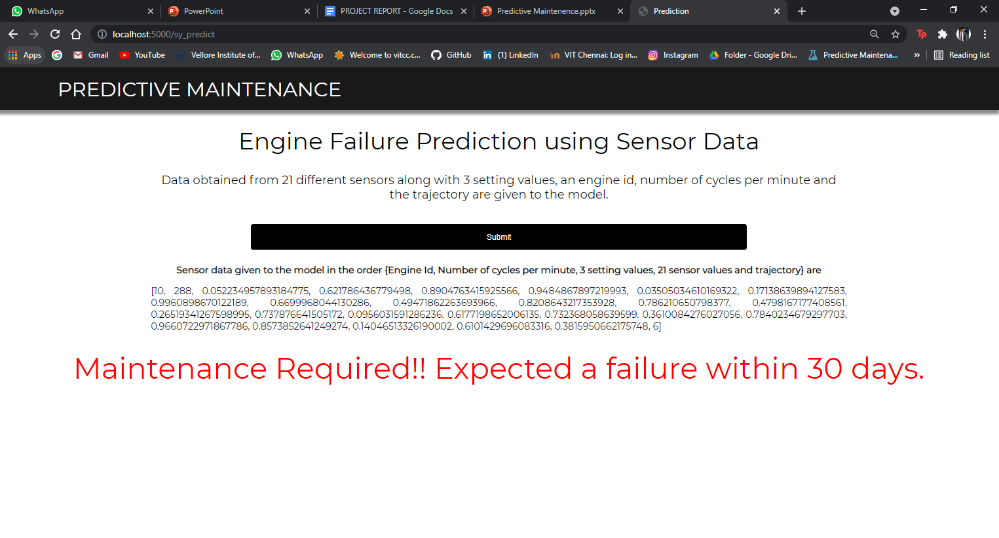 WhatsApp
PowerPoint
PROJECT REPORT - Google Docs
Predictive Maintenence.pptx
Prediction
localhost:5000/sy_predict
Apps
Gmail
YouTube
Vellore Institute of...
WhatsApp
Welcome to vitcc.c...
GitHub
(1) LinkedIn
VIT Chennai: Log in...
Instagram
Folder - Google Dri...
Predictive Maintena...
»
Reading list
PREDICTIVE MAINTENANCE
Engine Failure Prediction using Sensor Data
Data obtained from 21 different sensors along with 3 setting values, an engine id, number of cycles per minute and
the trajectory are given to the model.
Submit
Sensor data given to the model in the order {Engine Id, Number of cycles per minute, 3 setting values, 21 sensor values and trajectory} are
[10, 288, 0.052234957893184775, 0.621786436779498, 0.8904763415925566, 0.9484867897219993, 0.03505034610169322, 0.17138639894127583,
0.9960898670122189, 0.6699968044130286, 0.49471862263693966, 0.8208643217353928, 0.786210650798377, 0.4798167177408561,
0.26519341267598995, 0.737876641505172, 0.0956031591286236, 0.6177198652006135, 0.732368058639599, 0.3610084276027056, 0.7840234679297703,
0.9660722971867786, 0.8573852641249274, 0.14046513326190002, 0.6101429696083316, 0.3815950662175748, 6]
Maintenance Required!! Expected a failure within 30 days.